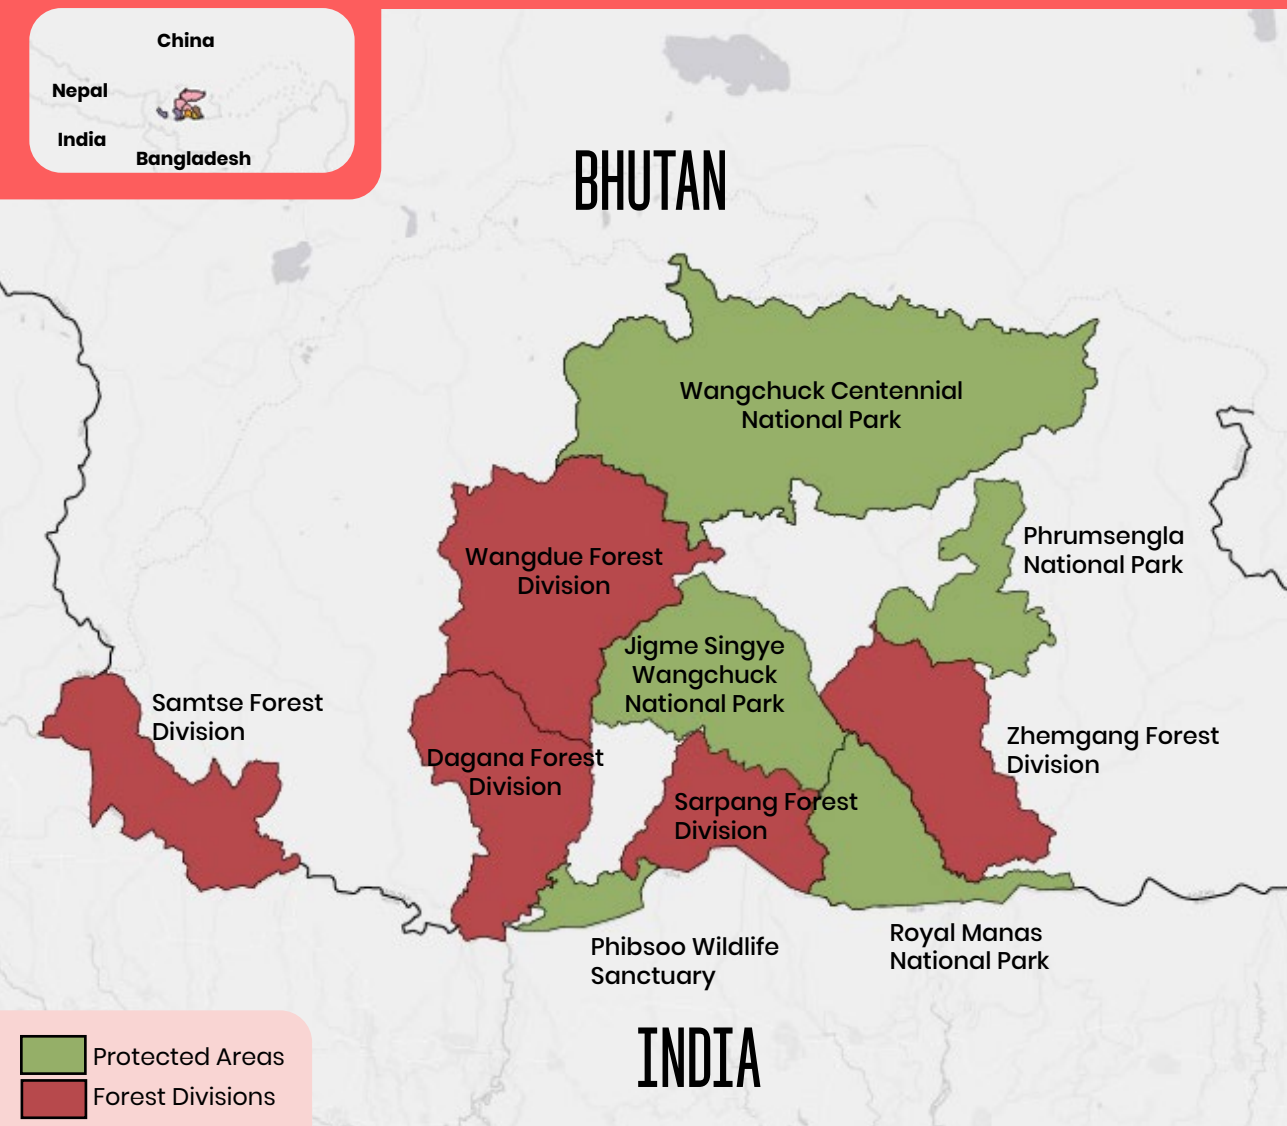 China
Nepal
India
Bangladesh
BHUTAN
Wangchuck Centennial
National Park
Phrumsengla
National Park
Wangdue Forest
Division
Jigme Singye
Wangchuck
National Park
Samtse Forest
Division
Zhemgang Forest
Division
Dagana Forest
Division
Sarpang Forest
Division
Royal Manas
National Park
Phibsoo Wildlife
Sanctuary
INDIA
Protected Areas
Forest Divisions